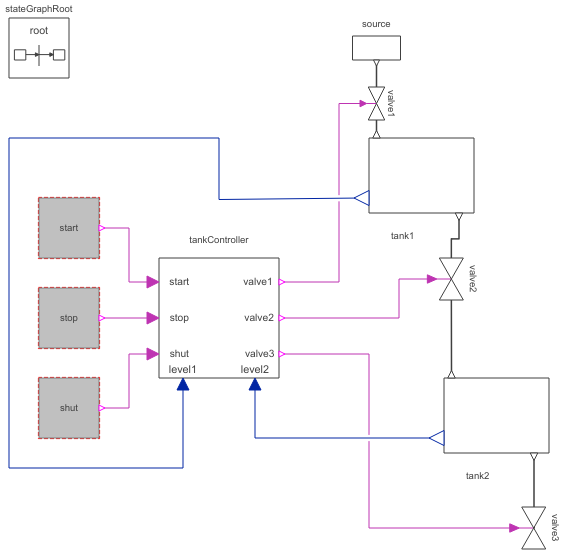 stateGraphRoot
root
source
valve1
tank1
start
tankController
valve2
start
valve1
stop
stop
valve2
shut
valve3
level1
level2
shut
tank2
valve3